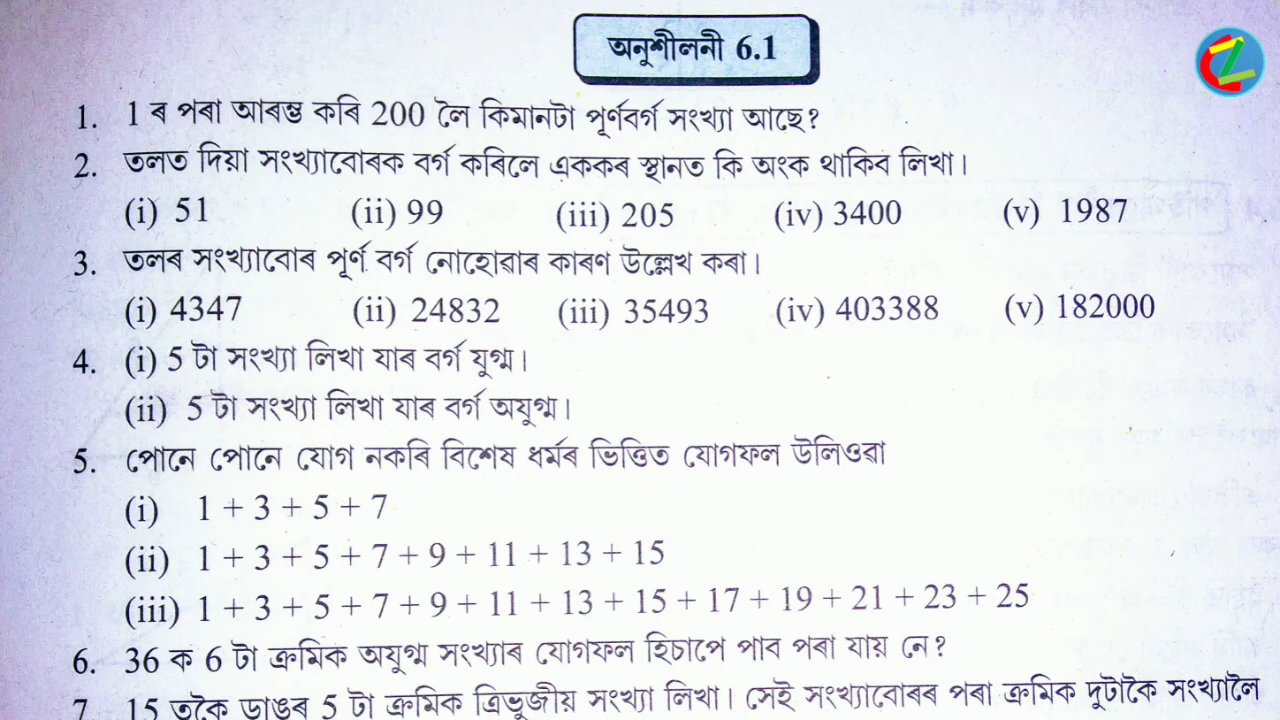 অনুশীলনী 6.1
1. 1 ৰ পৰা আৰম্ভ কৰি 200 লৈ কিমানটা পূৰ্ণবৰ্গ সংখ্যা আছে?
2. তলত দিয়া সংখ্যাবোৰক বৰ্গ কৰিলে এককৰ স্থানত কি অংক থাকিব লিখা।
(i) 51 (ii) 99 (iii) 205 (iv) 3400 (v) 1987
3. তলৰ সংখ্যাবোৰ পূৰ্ণ বৰ্গ নোহোৱাৰ কাৰণ উল্লেখ কৰা।
(i) 4347 (ii) 24832 (iii) 35493 (iv) 403388 (v) 182000
4. (i) 5 টা সংখ্যা লিখা যাৰ বৰ্গ যুগ্ম।
(ii) 5 টা সংখ্যা লিখা যাৰ বৰ্গ অযুগ্ম।
5. পোনে পোনে যোগ নকৰি বিশেষ ধৰ্মৰ ভিত্তিত যোগফল উলিওৱা
(i) 1 + 3 + 5 + 7
(ii) 1 + 3 + 5 + 7 + 9 + 11 + 13 + 15
(iii) 1 + 3 + 5 + 7 + 9 + 11 + 13 + 15 + 17 + 19 + 21 + 23 + 25
6. 36 ক 6 টা ক্ৰমিক অযুগ্ম সংখ্যাৰ যোগফল হিচাপে পাব পৰা যায় নে?
7. 15 তকৈ ডাঙৰ 5 টা ক্ৰমিক ত্ৰিভুজীয় সংখ্যা লিখা। সেই সংখ্যাবোৰৰ পৰা ক্ৰমিক দুটাকৈ সংখ্যালৈ